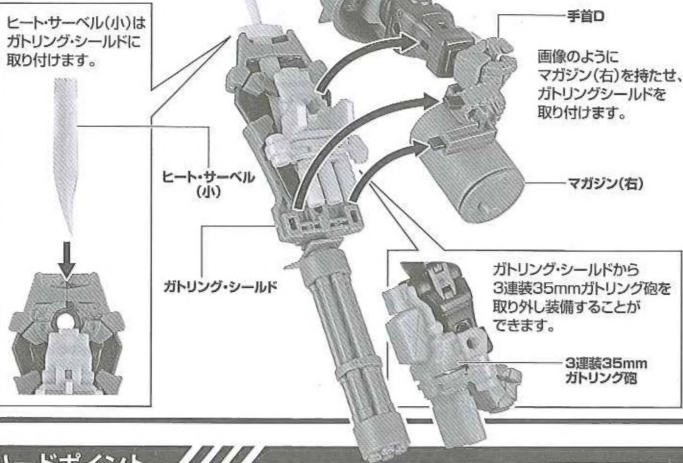 ヒート・サーベル(小)は
ガトリング・シールドに
取り付けます。
ヒート・サーベル
(小)
ガトリング・シールド
手首D
画像のように
マガジン(右)を持たせ、
ガトリングシールドを
取り付けます。
マガジン(右)
ガトリング・シールドから
3連装35mmガトリング砲を
取り外し装備することが
できます。
3連装35mm
ガトリング砲
ードポイント